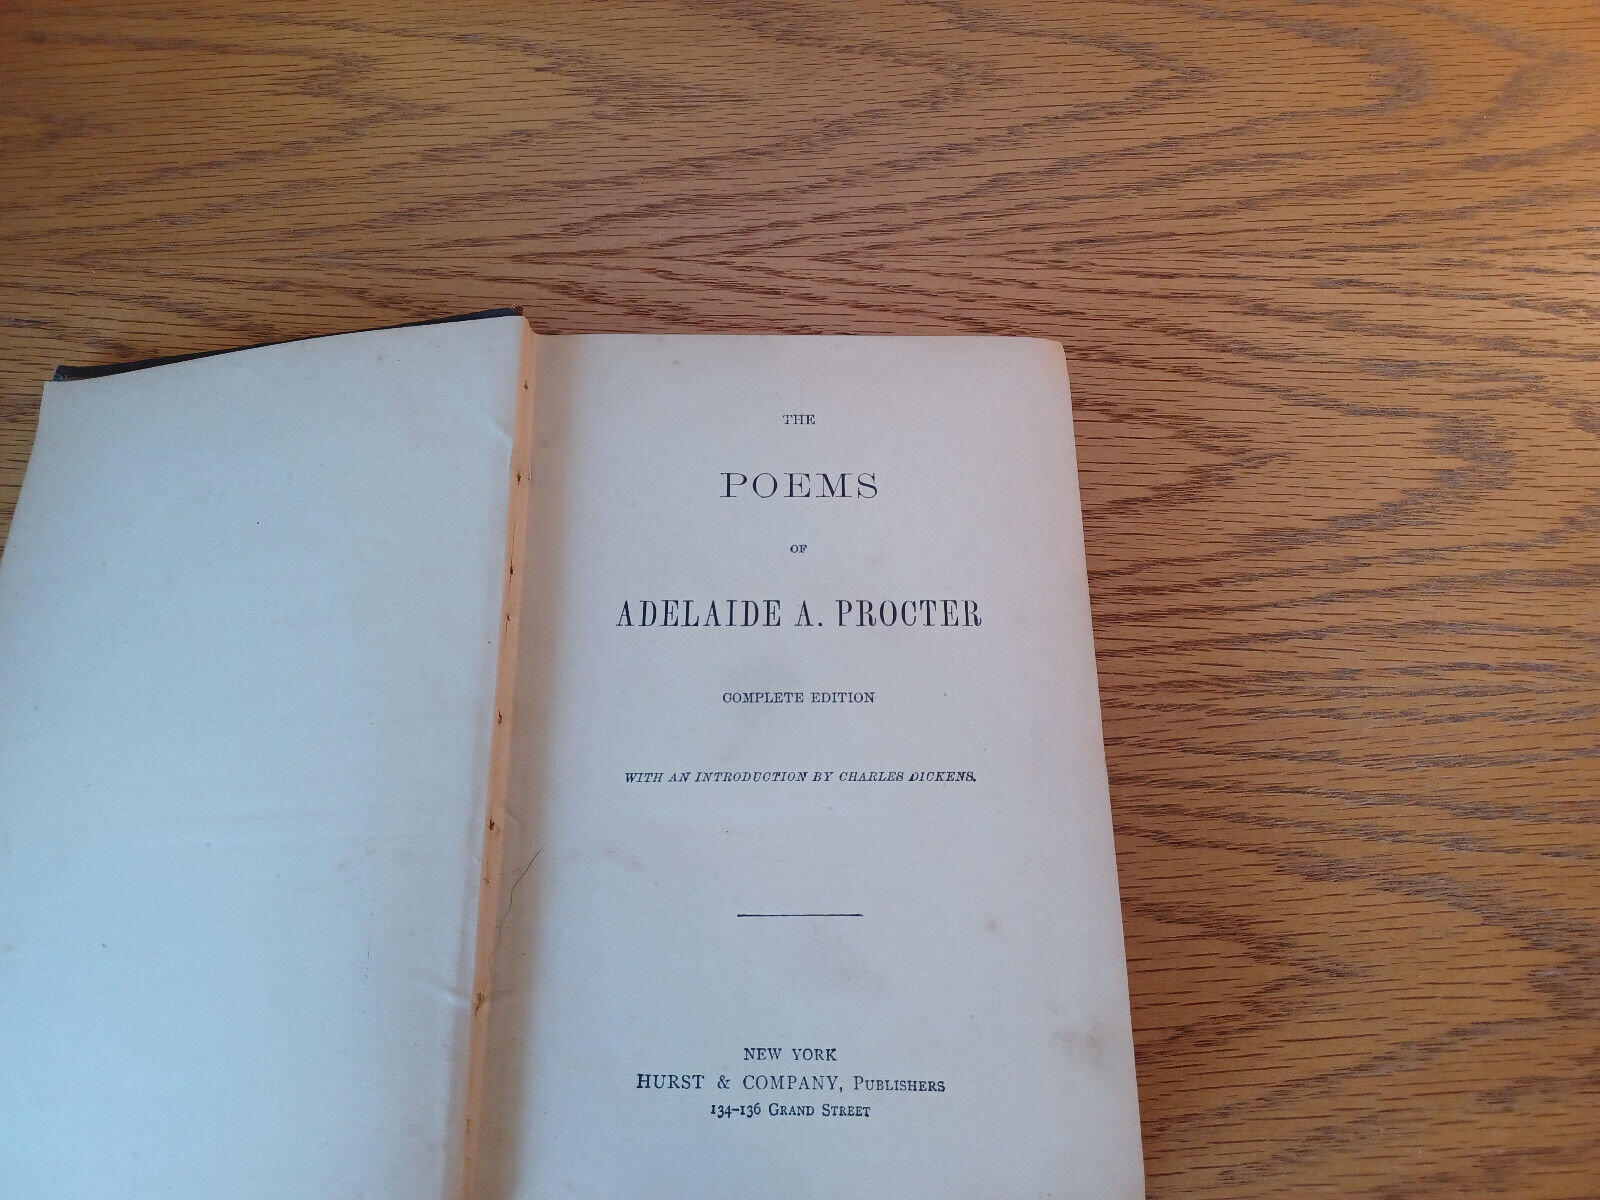 THE
POEMS
OF
ADELAIDE A. PROCTER
COMPLETE EDITION
WITH AN INTRODUCTION BY CHARLES DICKENS.
NEW YORK
HURST & COMPANY, PUBLISHERS
134-136 GRAND STREET